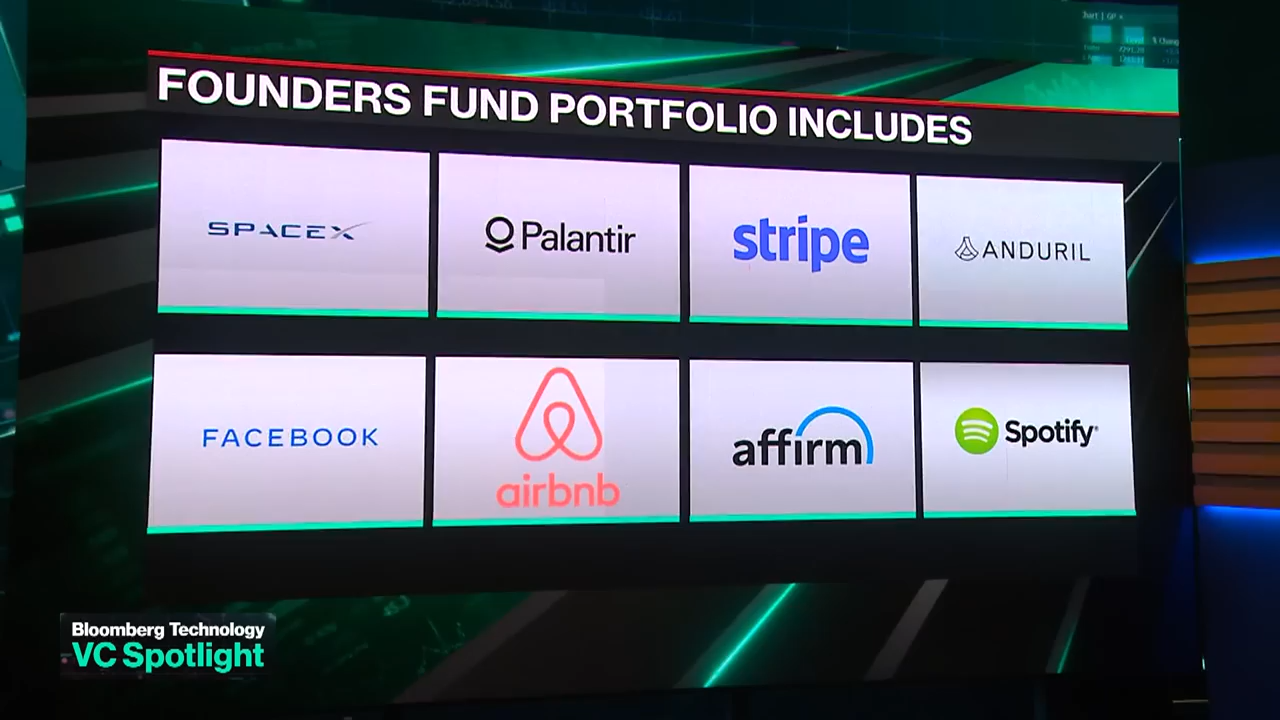 FOUNDERS FUND PORTFOLIO INCLUDES
SPACEX
Palantir
stripe
ANDURIL
FACEBOOK
airbnb
affirm
Spotify
Bloomberg Technology
VC Spotlight